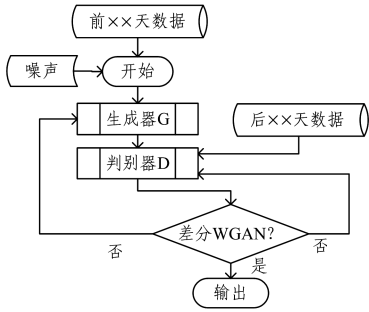 前××天数据
噪声
开始
生成器G
后××天数据
判别器D
差分WGAN？
否
否
是
输出